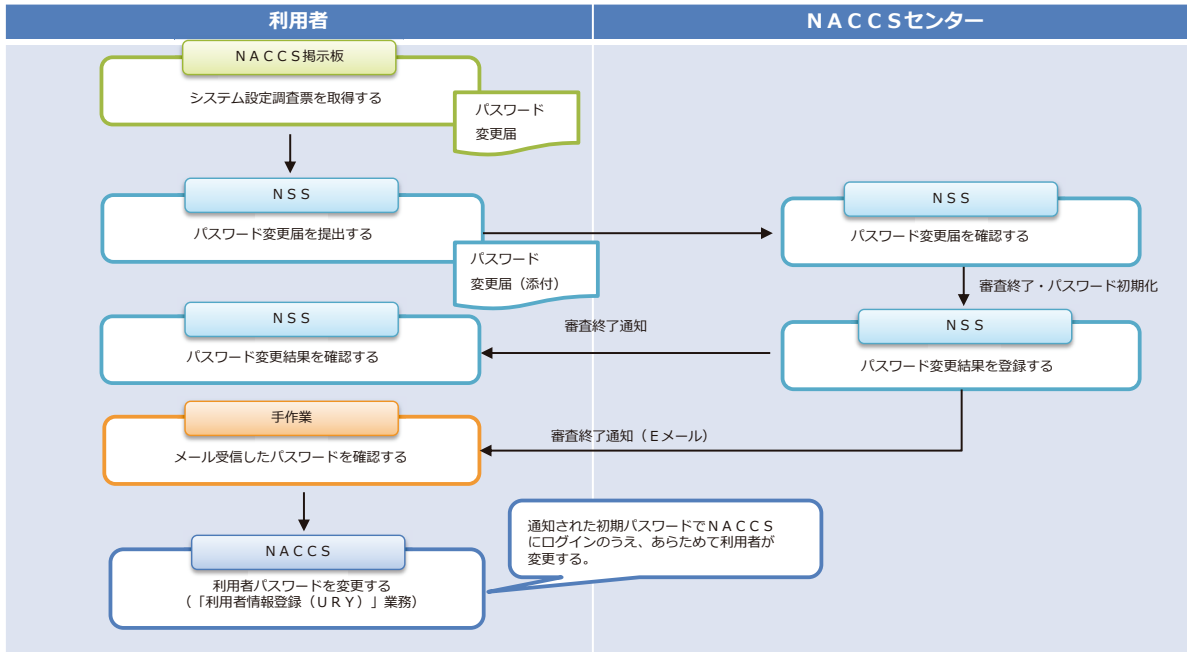 利用者
ＮＡＣＣＳセンター
ＮＡＣＣＳ掲示板
システム設定調査票を取得する
パスワード
変更届
ＮＳＳ
パスワード変更届を提出する
パスワード
変更届（添付）
ＮＳＳ
パスワード変更届を確認する
審査終了・パスワード初期化
ＮＳＳ
パスワード変更結果を登録する
審査終了通知
ＮＳＳ
パスワード変更結果を確認する
審査終了通知（Ｅメール）
手作業
メール受信したパスワードを確認する
ＮＡＣＣＳ
利用者パスワードを変更する
（「利用者情報登録（ＵＲＹ）」業務）
通知された初期パスワードでＮＡＣＣＳ
にログインのうえ、あらためて利用者が
変更する。